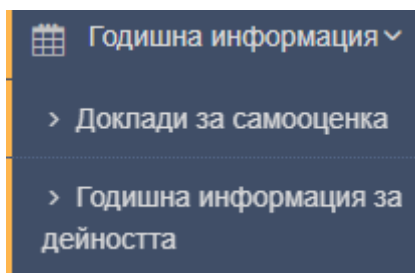 Годишна информация
> Доклади за самооценка
> Годишна информация за
дейността